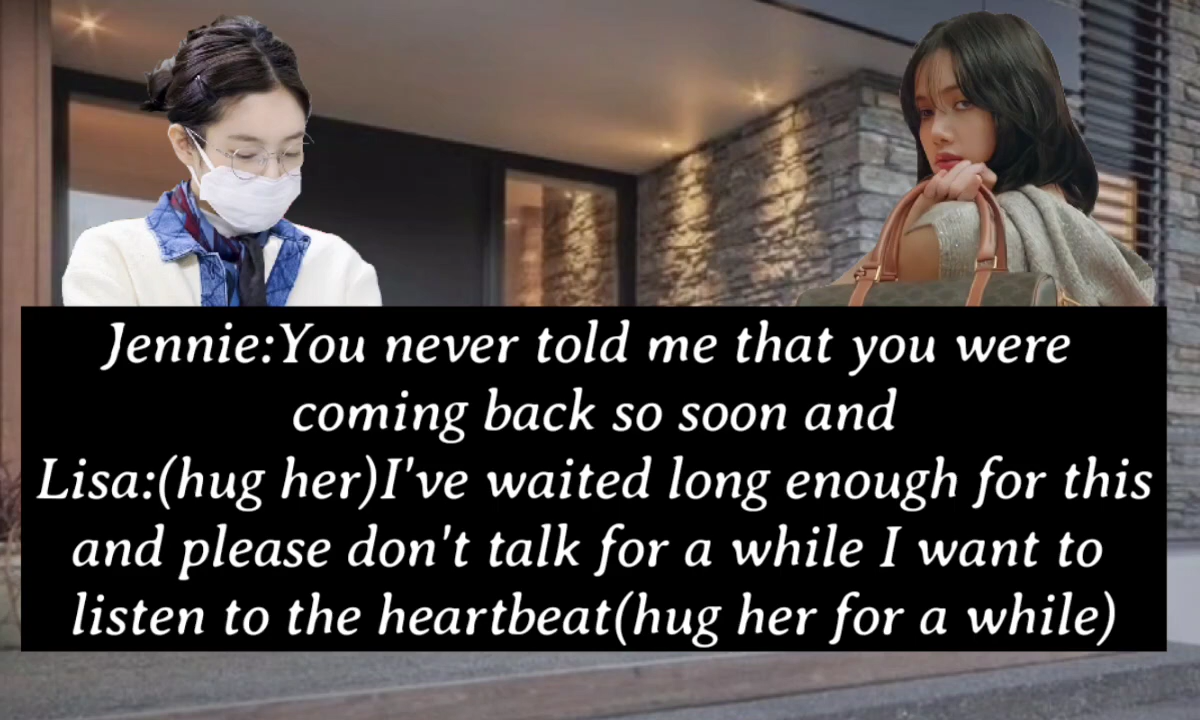 Jennie:You never told me that you were
coming back so soon and
Lisa:(hug her)I've waited long enough for this
and please don't talk for a while I want to
listen to the heartbeat(hug her for a while)